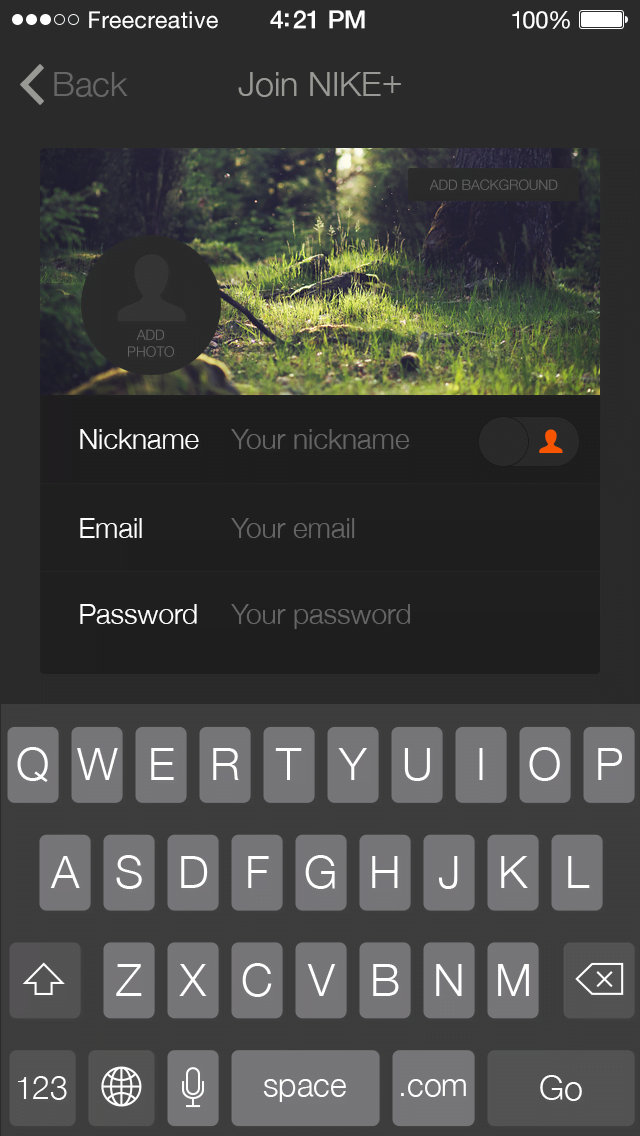 Freecreative 4:21 PM 100%
Back Join NIKE+
ADD BACKGROUND
ADD
PHOTO
Nickname Your nickname
Email Your email
Password Your password
Q W E R T Y U I O P
A S D F G H J K L
Z X C V B N M
123 space .com Go